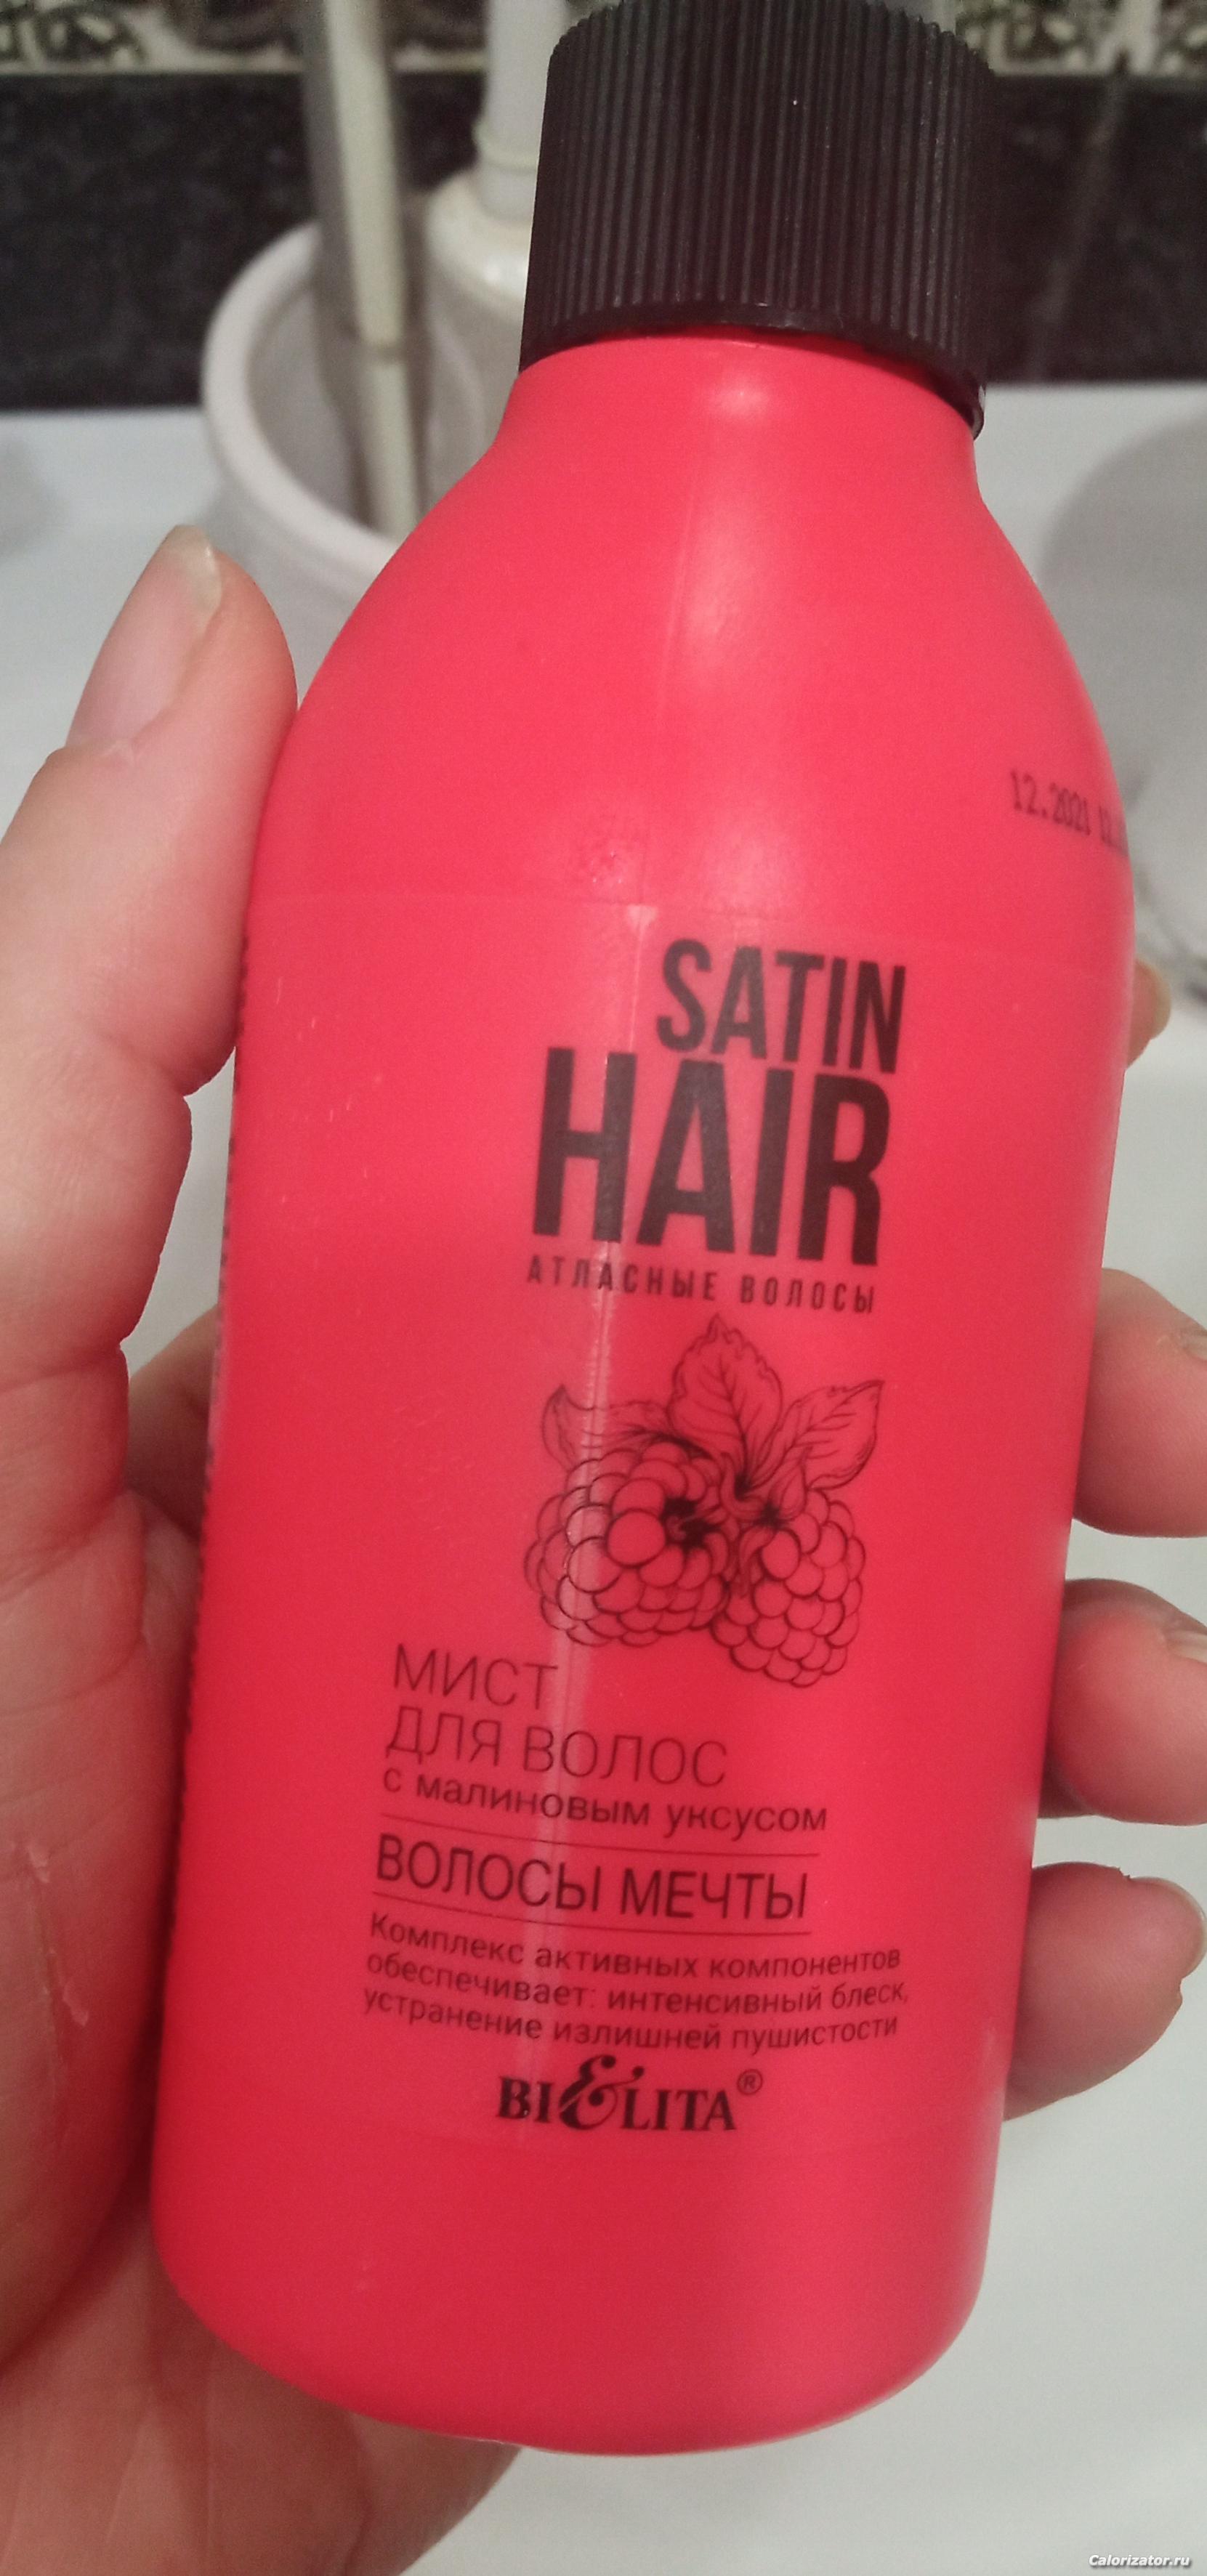 12.2021
SATIN
HAIR
АТЛАСНЫЕ ВОЛОСЫ
МИСТ
ДЛЯ ВОЛОС
с малиновым уксусом
ВОЛОСЫ МЕЧТЫ
Комплекс активных компонентов
обеспечивает: интенсивный блеск,
устранение излишней пушистости
BIELITA®
Calorizator.ru